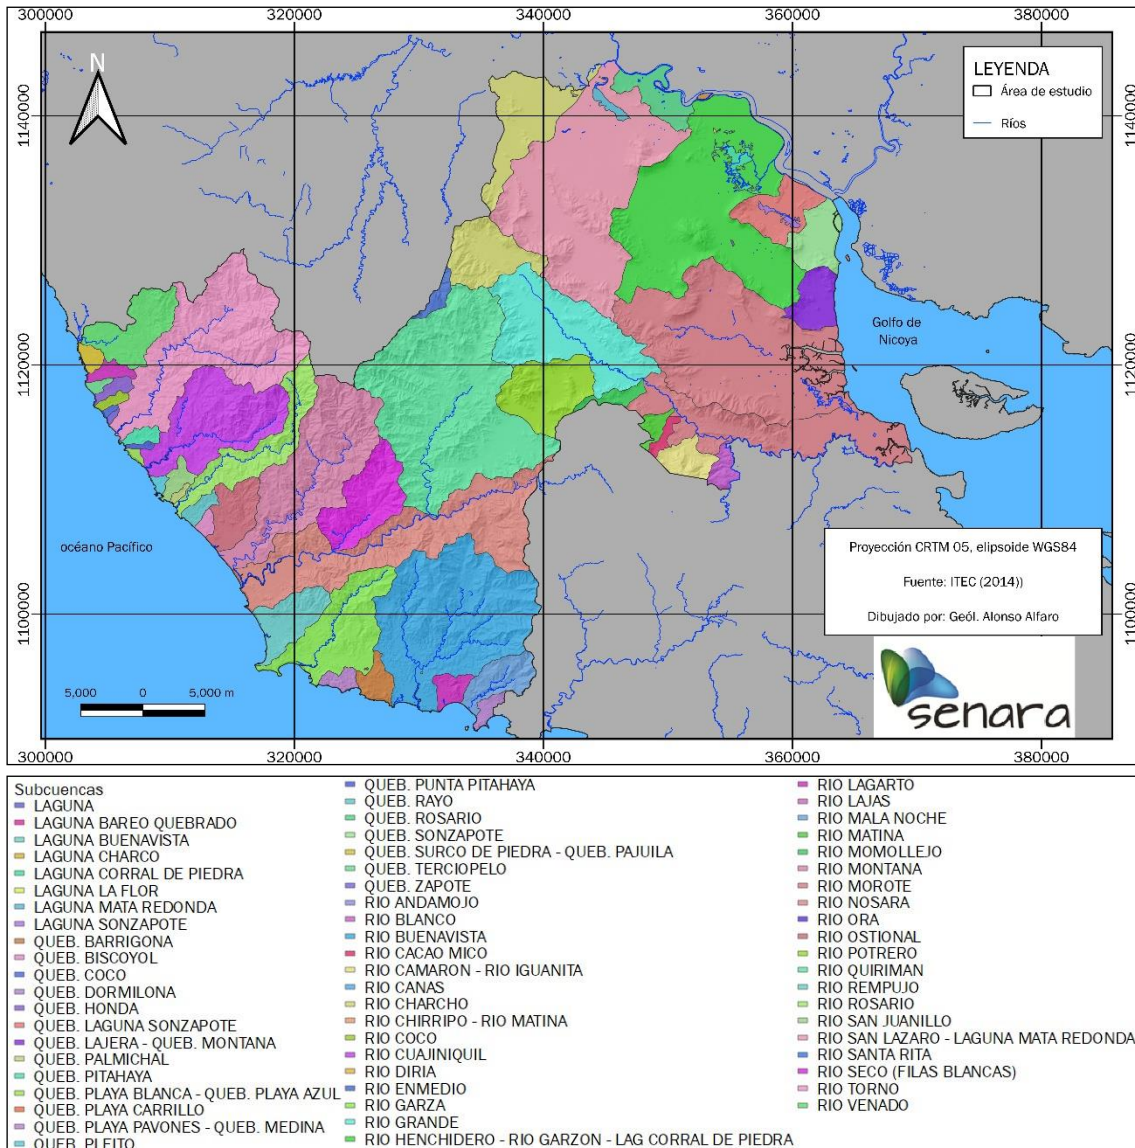 300000 320000 340000 360000 380000
1140000
1120000
1100000
N
LEYENDA
Área de estudio
Ríos
1140000
1120000
1100000
Golfo de
Nicoya
océano Pacífico
5,000 0 5,000 m
Proyección CRTM 05, elipsoide WGS84
Fuente: ITEC (2014))
Dibujado por: Geól. Alonso Alfaro
senara
300000 320000 340000 360000 380000
Subcuencas
LAGUNA
LAGUNA BAREO QUEBRADO
LAGUNA BUENAVISTA
LAGUNA CHARCO
LAGUNA CORRAL DE PIEDRA
LAGUNA LA FLOR
LAGUNA MATA REDONDA
LAGUNA SONZAPOTE
QUEB. BARRIGONA
QUEB. BISCOYOL
QUEB. COCO
QUEB. DORMILONA
QUEB. HONDA
QUEB. LAGUNA SONZAPOTE
QUEB. LAJERA - QUEB. MONTANA
QUEB. PALMICHAL
QUEB. PITAHAYA
QUEB. PLAYA BLANCA - QUEB. PLAYA AZUL
QUEB. PLAYA CARRILLO
QUEB. PLAYA PAVONES - QUEB. MEDINA
QUEB. PLEITO
QUEB. PUNTA PITAHAYA
QUEB. RAYO
QUEB. ROSARIO
QUEB. SONZAPOTE
QUEB. SURCO DE PIEDRA - QUEB. PAJUILA
QUEB. TERCIOPELO
QUEB. ZAPOTE
RIO ANDAMOJO
RIO BLANCO
RIO BUENAVISTA
RIO CACAO MICO
RIO CAMARON - RIO IGUANITA
RIO CANAS
RIO CHARCHO
RIO CHIRRIPO - RIO MATINA
RIO COCO
RIO CUAJINIQUIL
RIO DIRIA
RIO ENMEDIO
RIO GARZA
RIO GRANDE
RIO HENCHIDERO - RIO GARZON - LAG CORRAL DE PIEDRA
RIO LAGARTO
RIO LAJAS
RIO MALA NOCHE
RIO MATINA
RIO MOMOLLEJO
RIO MONTANA
RIO MOROTE
RIO NOSARA
RIO ORA
RIO OSTIONAL
RIO POTRERO
RIO QUIRIMAN
RIO REMPUJO
RIO ROSARIO
RIO SAN JUANILLO
RIO SAN LAZARO - LAGUNA MATA REDONDA
RIO SANTA RITA
RIO SECO (FILAS BLANCAS)
RIO TORNO
RIO VENADO